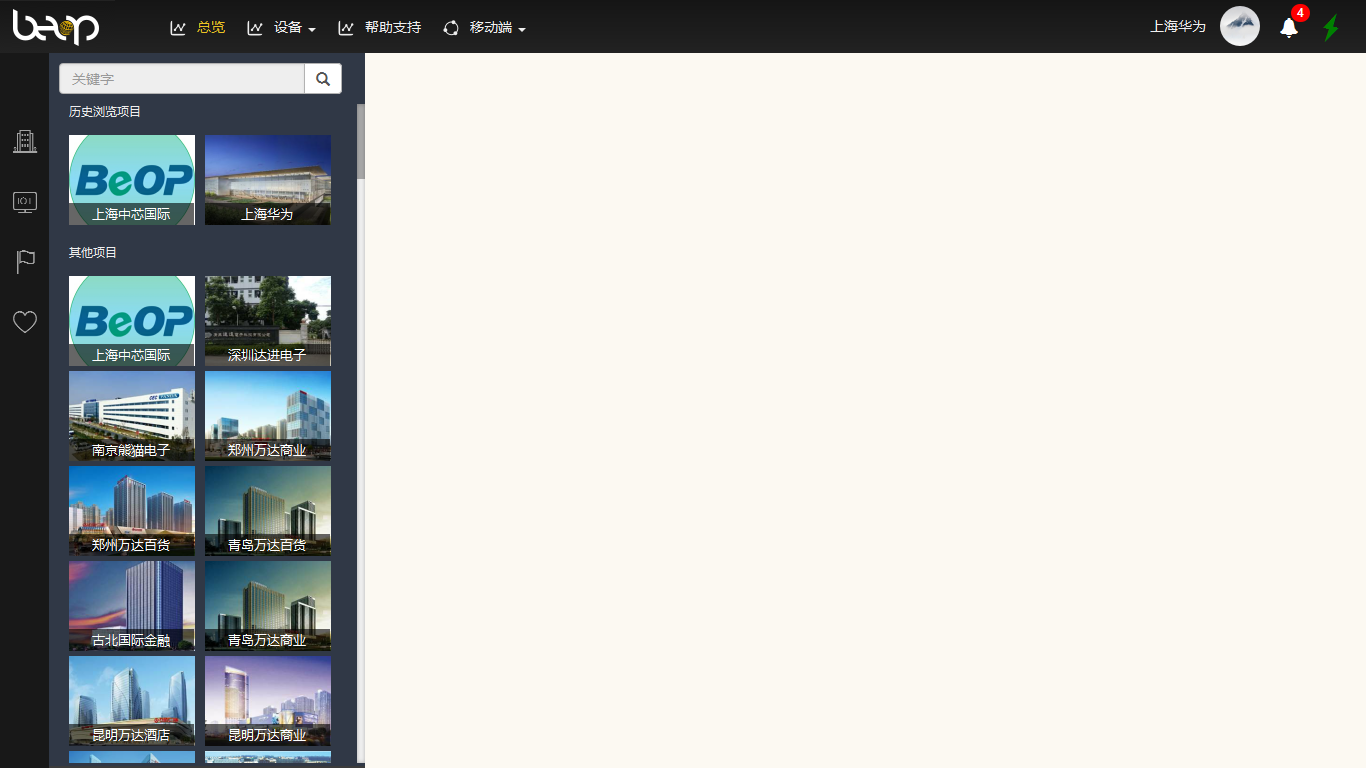 beop
总览
设备
帮助支持
移动端
上海华为
4
关键字
历史浏览项目
BeOP
上海中芯国际
上海华为
其他项目
BeOP
上海中芯国际
深圳达进电子
南京熊猫电子
郑州万达商业
郑州万达百货
青岛万达百货
古北国际金融
青岛万达商业
昆明万达酒店
昆明万达商业